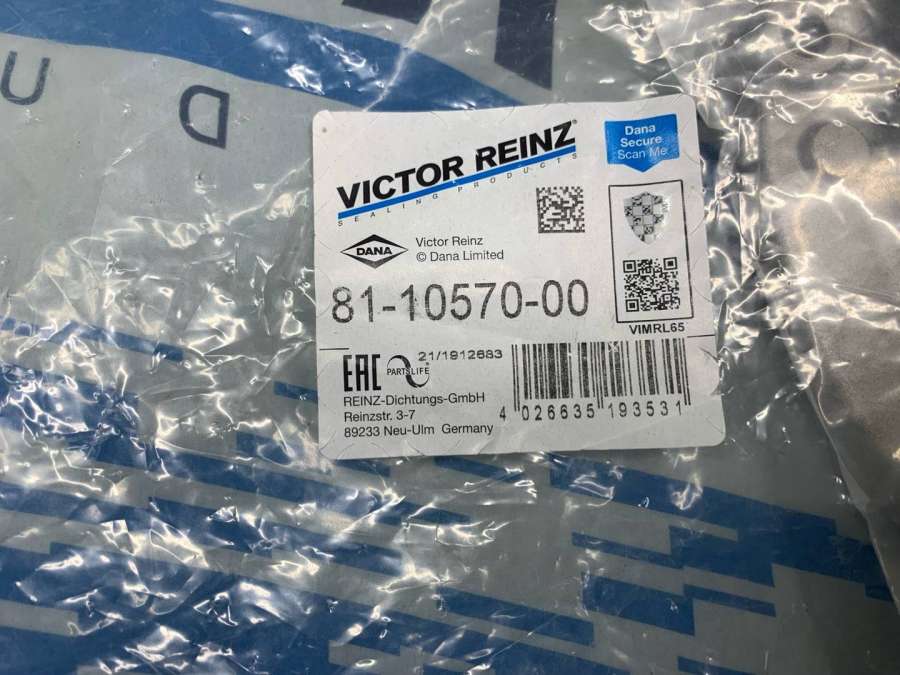 U
D
VICTOR REINZ®
SEALING PRODUCTS
Dana
Secure
Scan Me
DANA
Victor Reinz
© Dana Limited
81-10570-00
VIMRL65
EAC
PARTSLIFE
21/1912683
REINZ-Dichtungs-GmbH
Reinzstr. 3-7
89233 Neu-Ulm Germany
4 026635 193531